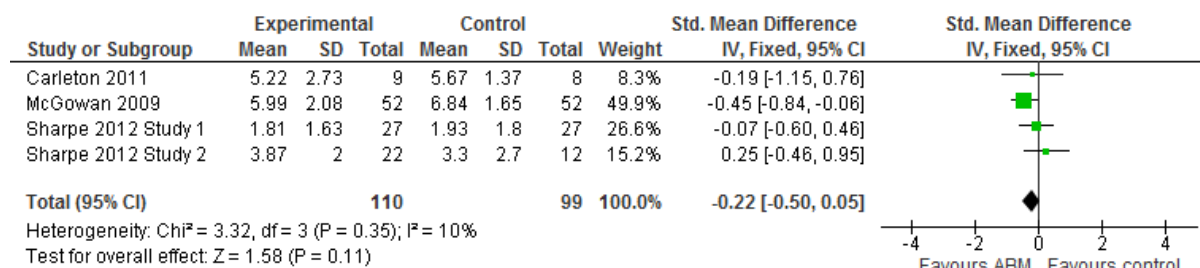 Experimental Control Std. Mean Difference Std. Mean Difference
Study or Subgroup Mean SD Total Mean SD Total Weight IV, Fixed, 95% CI IV, Fixed, 95% CI
Carleton 2011 5.22 2.73 9 5.67 1.37 8 8.3% -0.19 [-1.15, 0.76]
McGowan 2009 5.99 2.08 52 6.84 1.65 52 49.9% -0.45 [-0.84, -0.06]
Sharpe 2012 Study 1 1.81 1.63 27 1.93 1.8 27 26.6% -0.07 [-0.60, 0.46]
Sharpe 2012 Study 2 3.87 2 22 3.3 2.7 12 15.2% 0.25 [-0.46, 0.95]
Total (95% CI) 110 99 100.0% -0.22 [-0.50, 0.05]
Heterogeneity: Chi² = 3.32, df = 3 (P = 0.35); I² = 10%
Test for overall effect: Z = 1.58 (P = 0.11)
-4 -2 0 2 4
Favours ABM Favours control